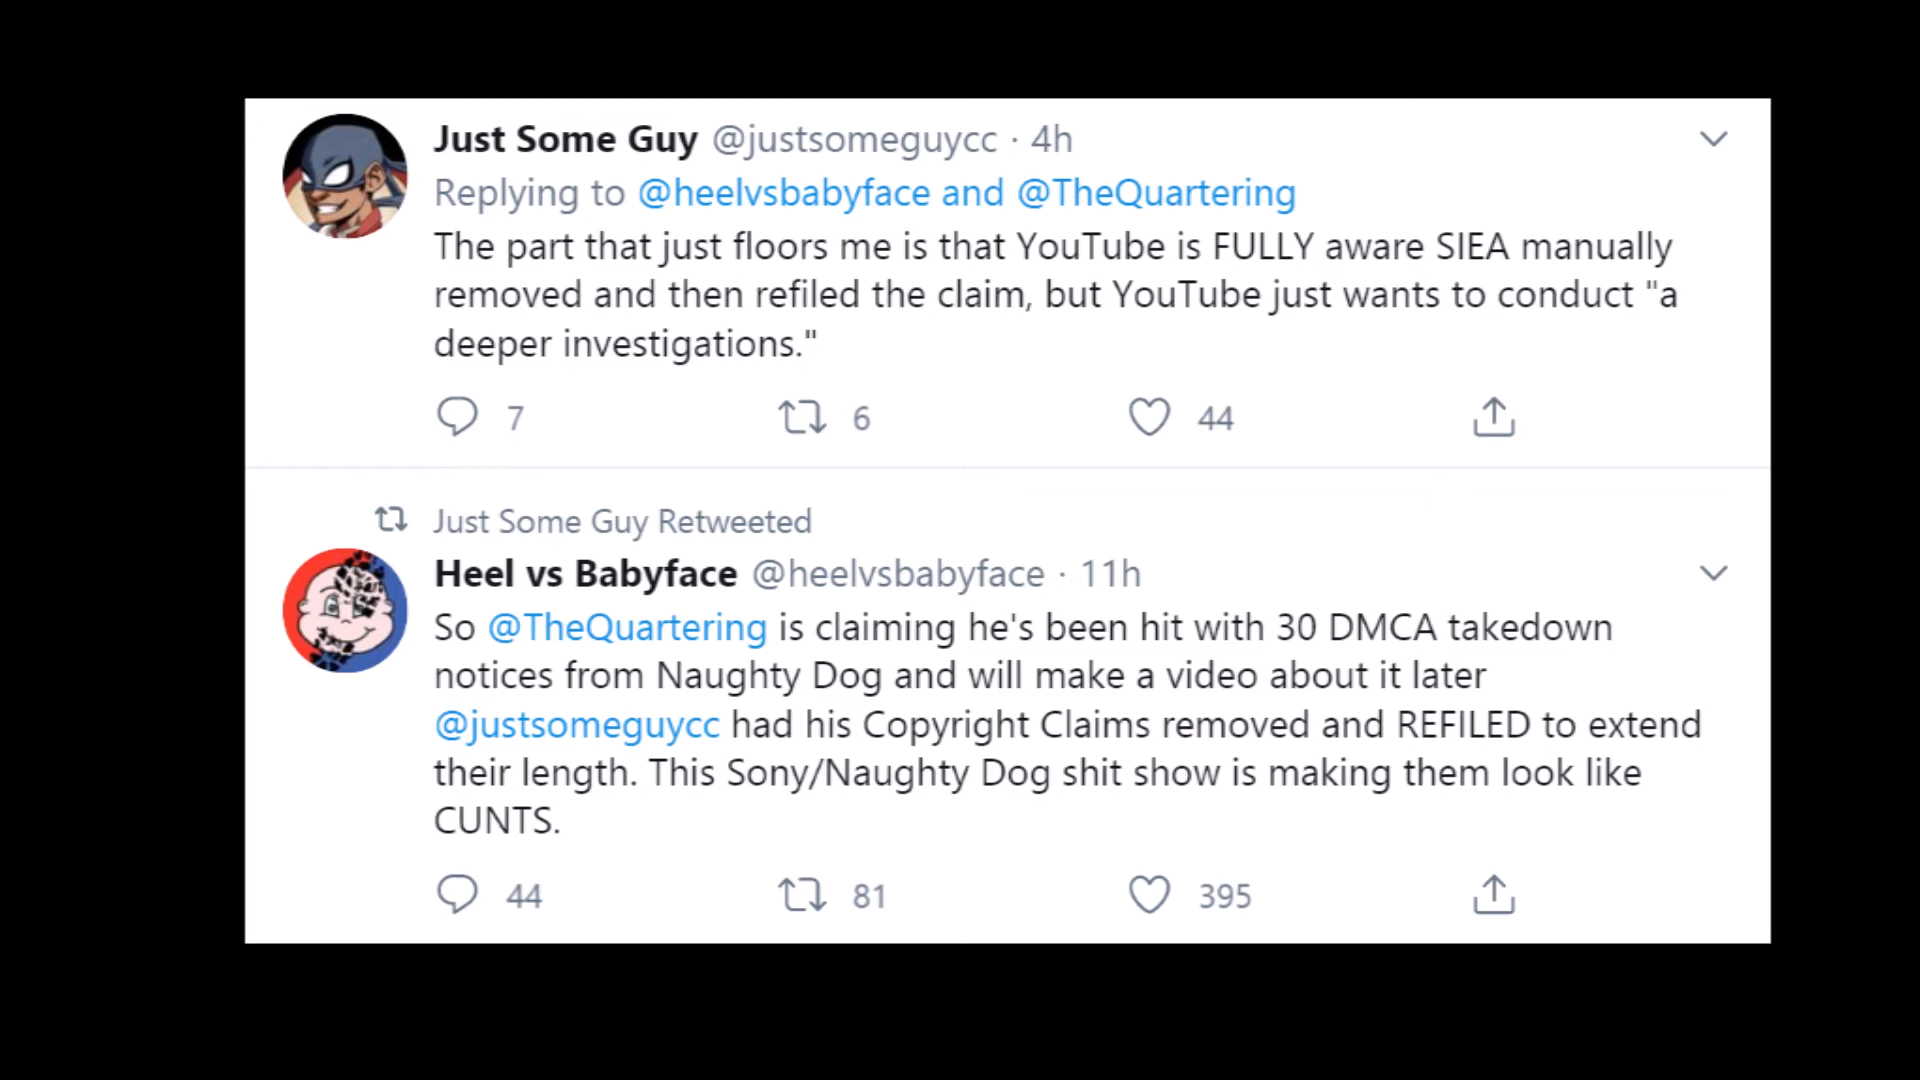 Just Some Guy @justsomeguycc · 4h
Replying to @heelvsbabyface and @TheQuartering
The part that just floors me is that YouTube is FULLY aware SIEA manually
removed and then refiled the claim, but YouTube just wants to conduct "a
deeper investigations."
7 6 44
Just Some Guy Retweeted
Heel vs Babyface @heelvsbabyface · 11h
So @TheQuartering is claiming he's been hit with 30 DMCA takedown
notices from Naughty Dog and will make a video about it later
@justsomeguycc had his Copyright Claims removed and REFILED to extend
their length. This Sony/Naughty Dog shit show is making them look like
CUNTS.
44 81 395